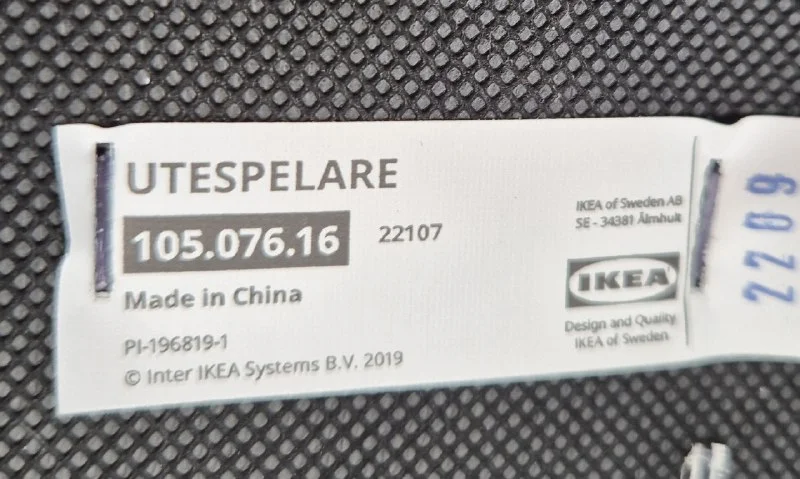 UTESPELARE
105.076.16 22107
Made in China
PI-196819-1
© Inter IKEA Systems B.V. 2019
IKEA of Sweden AB
SE - 34381 Älmhult
IKEA
Design and Quality
IKEA of Sweden
2209